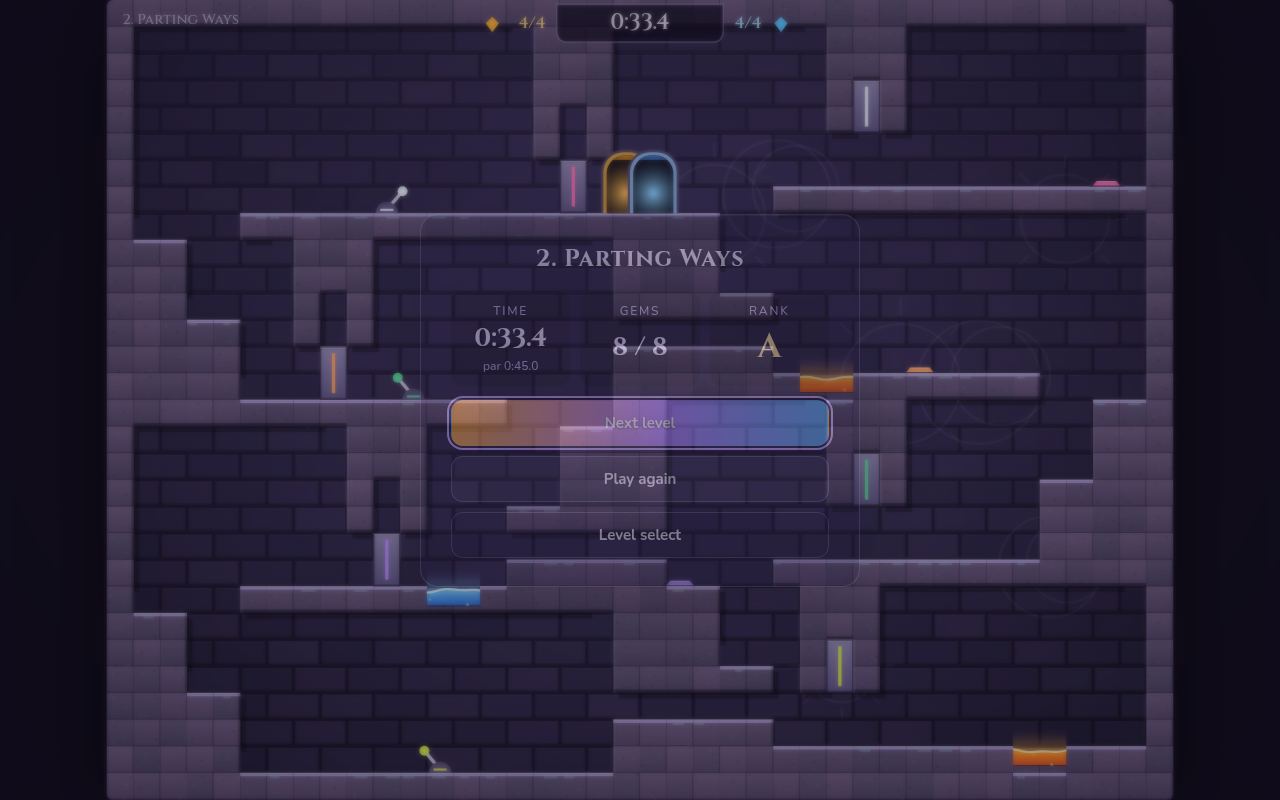 2. Parting Ways
4/4
0:33.4
4/4
2. Parting Ways
TIME
GEMS
RANK
0:33.4
8 / 8
A
par 0:45.0
Next level
Play again
Level select